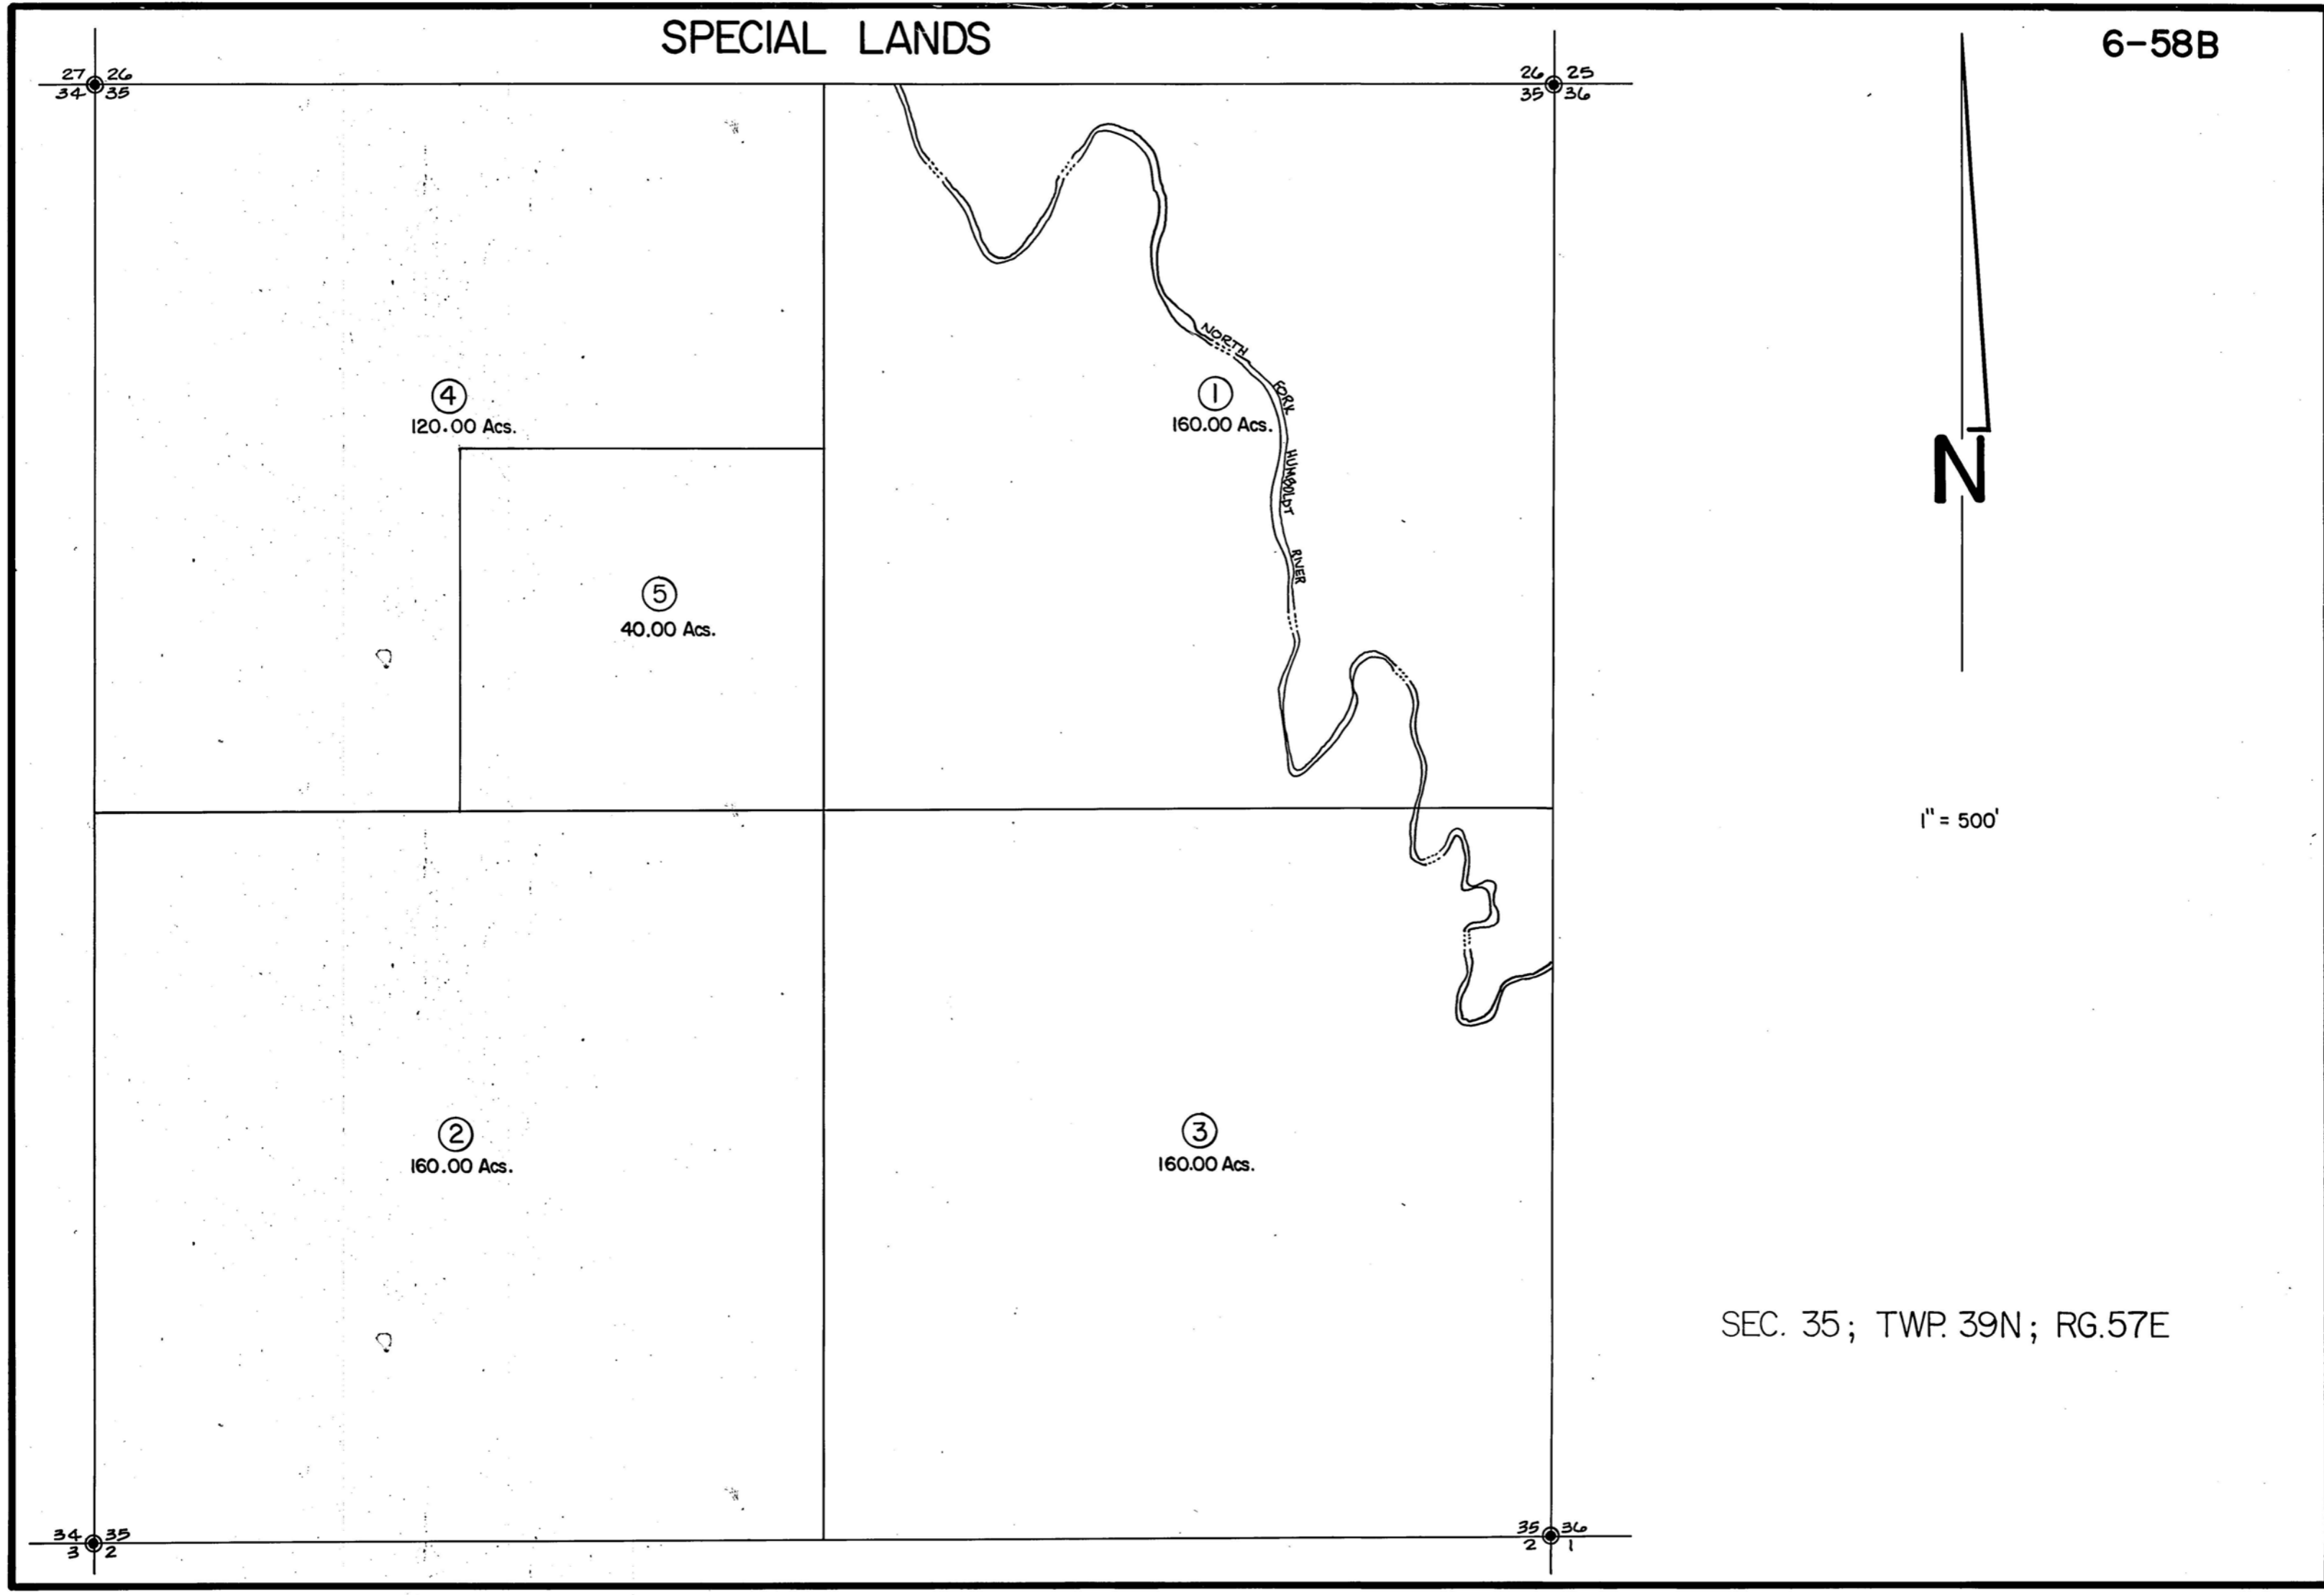 SPECIAL LANDS
6-58B
27 26
34 35
26 25
35 36
N
4
120.00 Acs.
1
160.00 Acs.
NORTH FORK HUMBOLDT RIVER
5
40.00 Acs.
1" = 500'
2
160.00 Acs.
3
160.00 Acs.
SEC. 35; TWP. 39N; RG. 57E
34 35
3 2
35 36
2 1